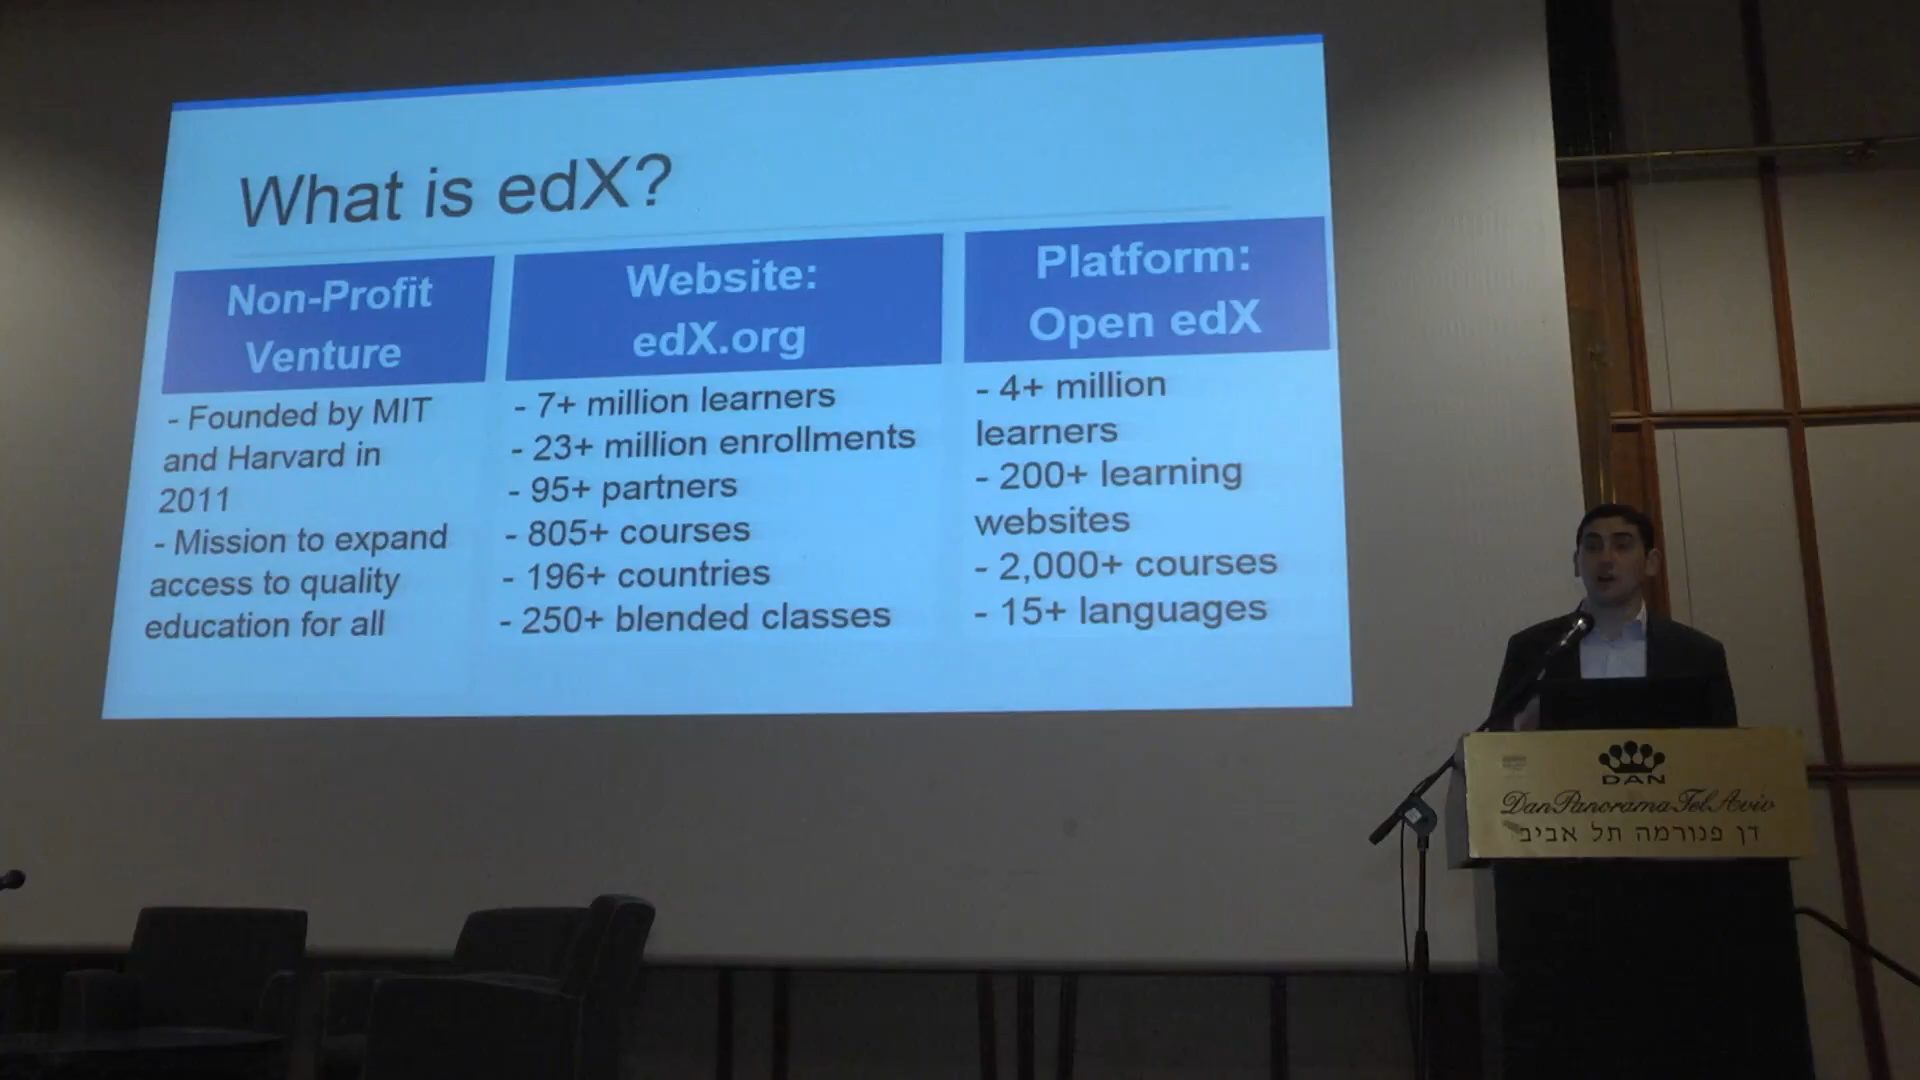 What is edX?
Non-Profit
Venture
- Founded by MIT
and Harvard in
2011
- Mission to expand
access to quality
education for all
Website:
edX.org
- 7+ million learners
- 23+ million enrollments
- 95+ partners
- 805+ courses
- 196+ countries
- 250+ blended classes
Platform:
Open edX
- 4+ million
learners
- 200+ learning
websites
- 2,000+ courses
- 15+ languages
DAN
Dan Panorama Tel Aviv
דן פנורמה תל אביב